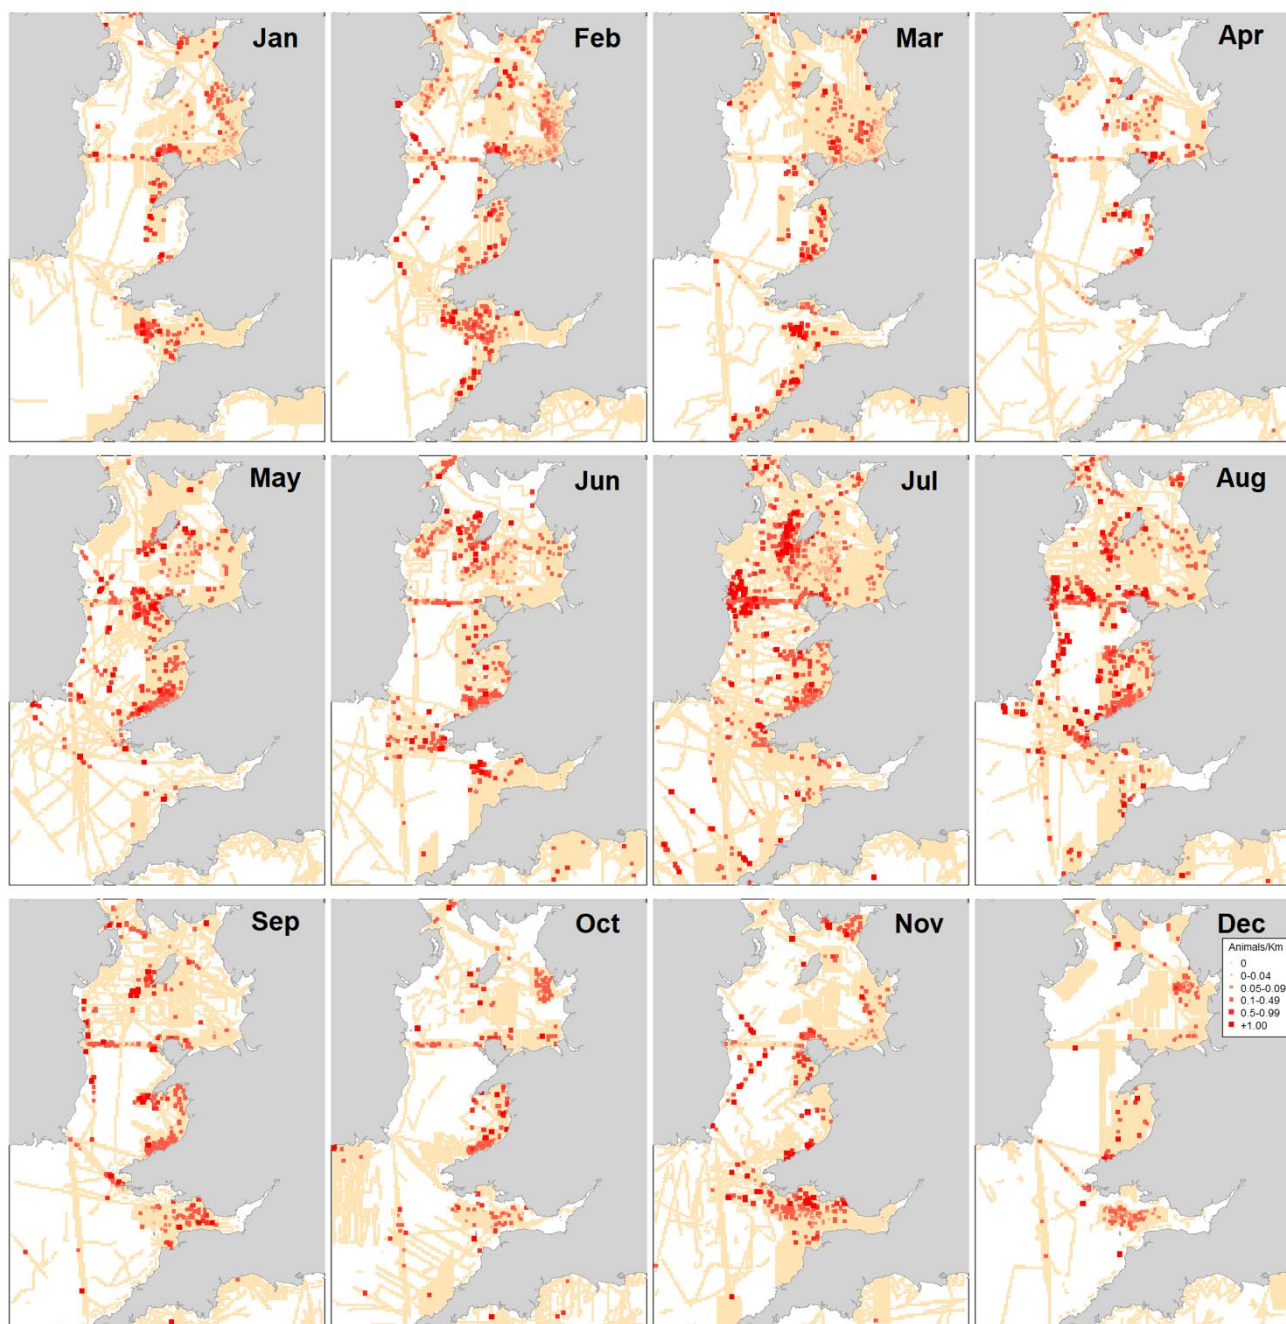 Jan
Feb
Mar
Apr
May
Jun
Jul
Aug
Sep
Oct
Nov
Dec
Animals/Km
0
0-0.04
0.05-0.09
0.1-0.49
0.5-0.99
+1.00